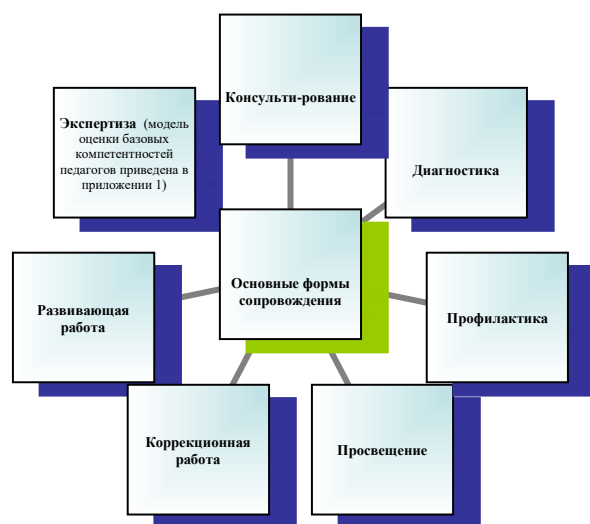 Консульти-рование
Экспертиза (модель
оценки базовых
компетентностей
педагогов приведена в
приложении 1)
Диагностика
Основные формы
сопровождения
Развивающая
работа
Профилактика
Коррекционная
работа
Просвещение